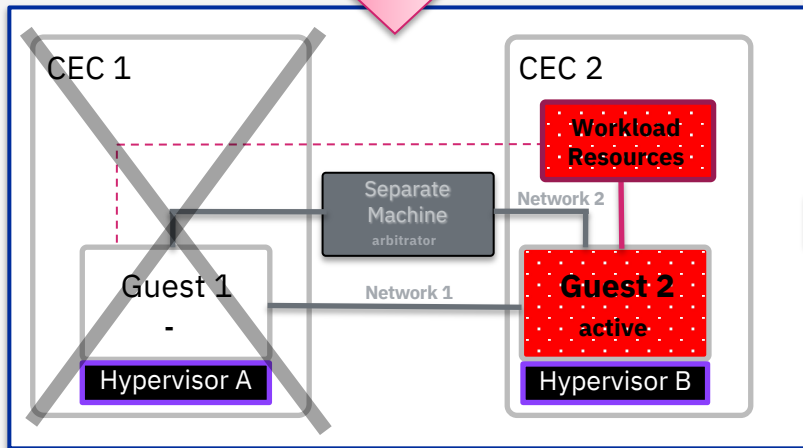 CEC 1
CEC 2
Workload
Resources
Separate
Machine
arbitrator
Network 2
Guest 1
-
Network 1
Guest 2
active
Hypervisor A
Hypervisor B